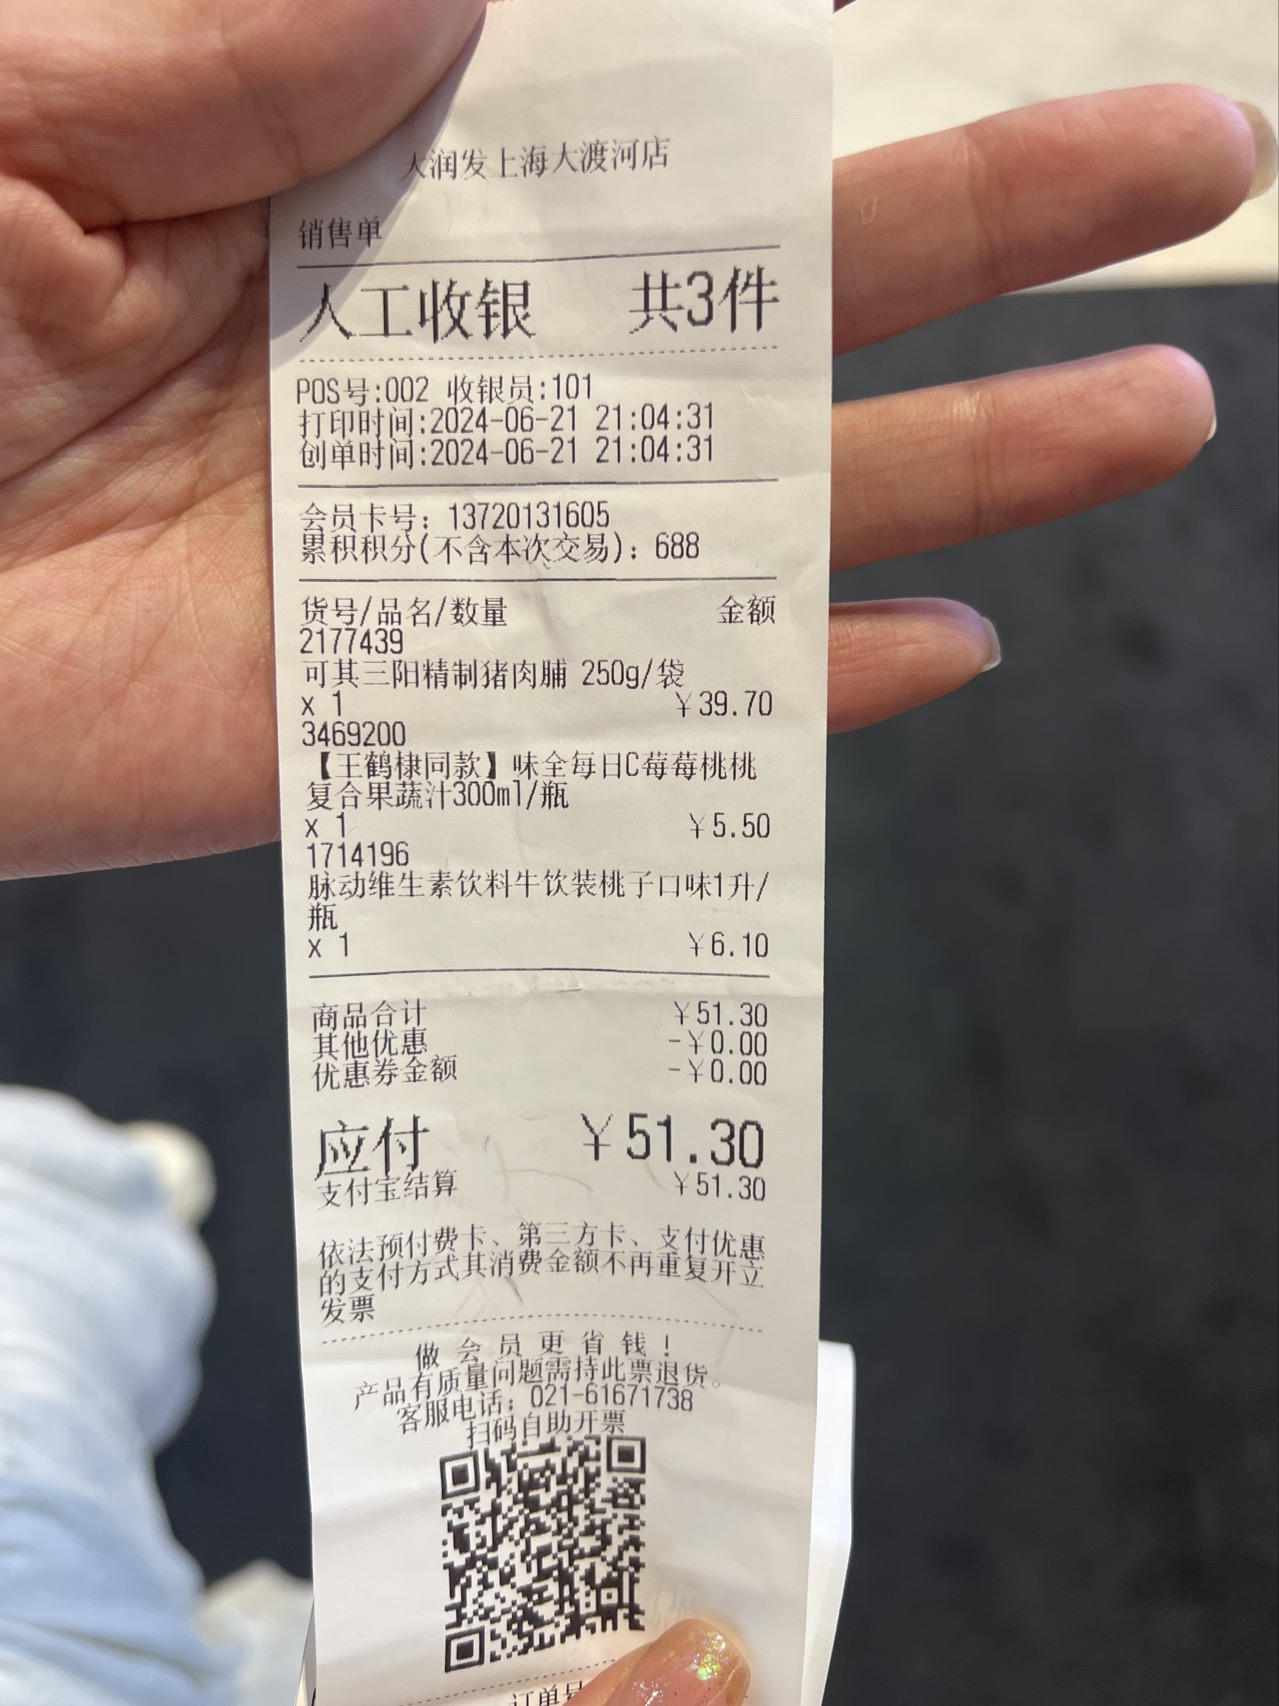 大润发上海大渡河店
销售单
人工收银 共3件
POS号:002 收银员:101
打印时间:2024-06-21 21:04:31
创单时间:2024-06-21 21:04:31
会员卡号：13720131605
累积积分(不含本次交易)：688
货号/品名/数量 金额
2177439
可其三阳精制猪肉脯 250g/袋
x 1 ￥39.70
3469200
【王鹤棣同款】味全每日C莓莓桃桃
复合果蔬汁300ml/瓶
x 1 ￥5.50
1714196
脉动维生素饮料牛饮装桃子口味1升/
瓶
x 1 ￥6.10
商品合计 ￥51.30
其他优惠 -￥0.00
优惠券金额 -￥0.00
应付 ￥51.30
支付宝结算 ￥51.30
依法预付费卡、第三方卡、支付优惠
的支付方式其消费金额不再重复开立
发票
做 会 员 更 省 钱 !
产品有质量问题需持此票退货。
客服电话：021-61671738
扫码自助开票
订单号